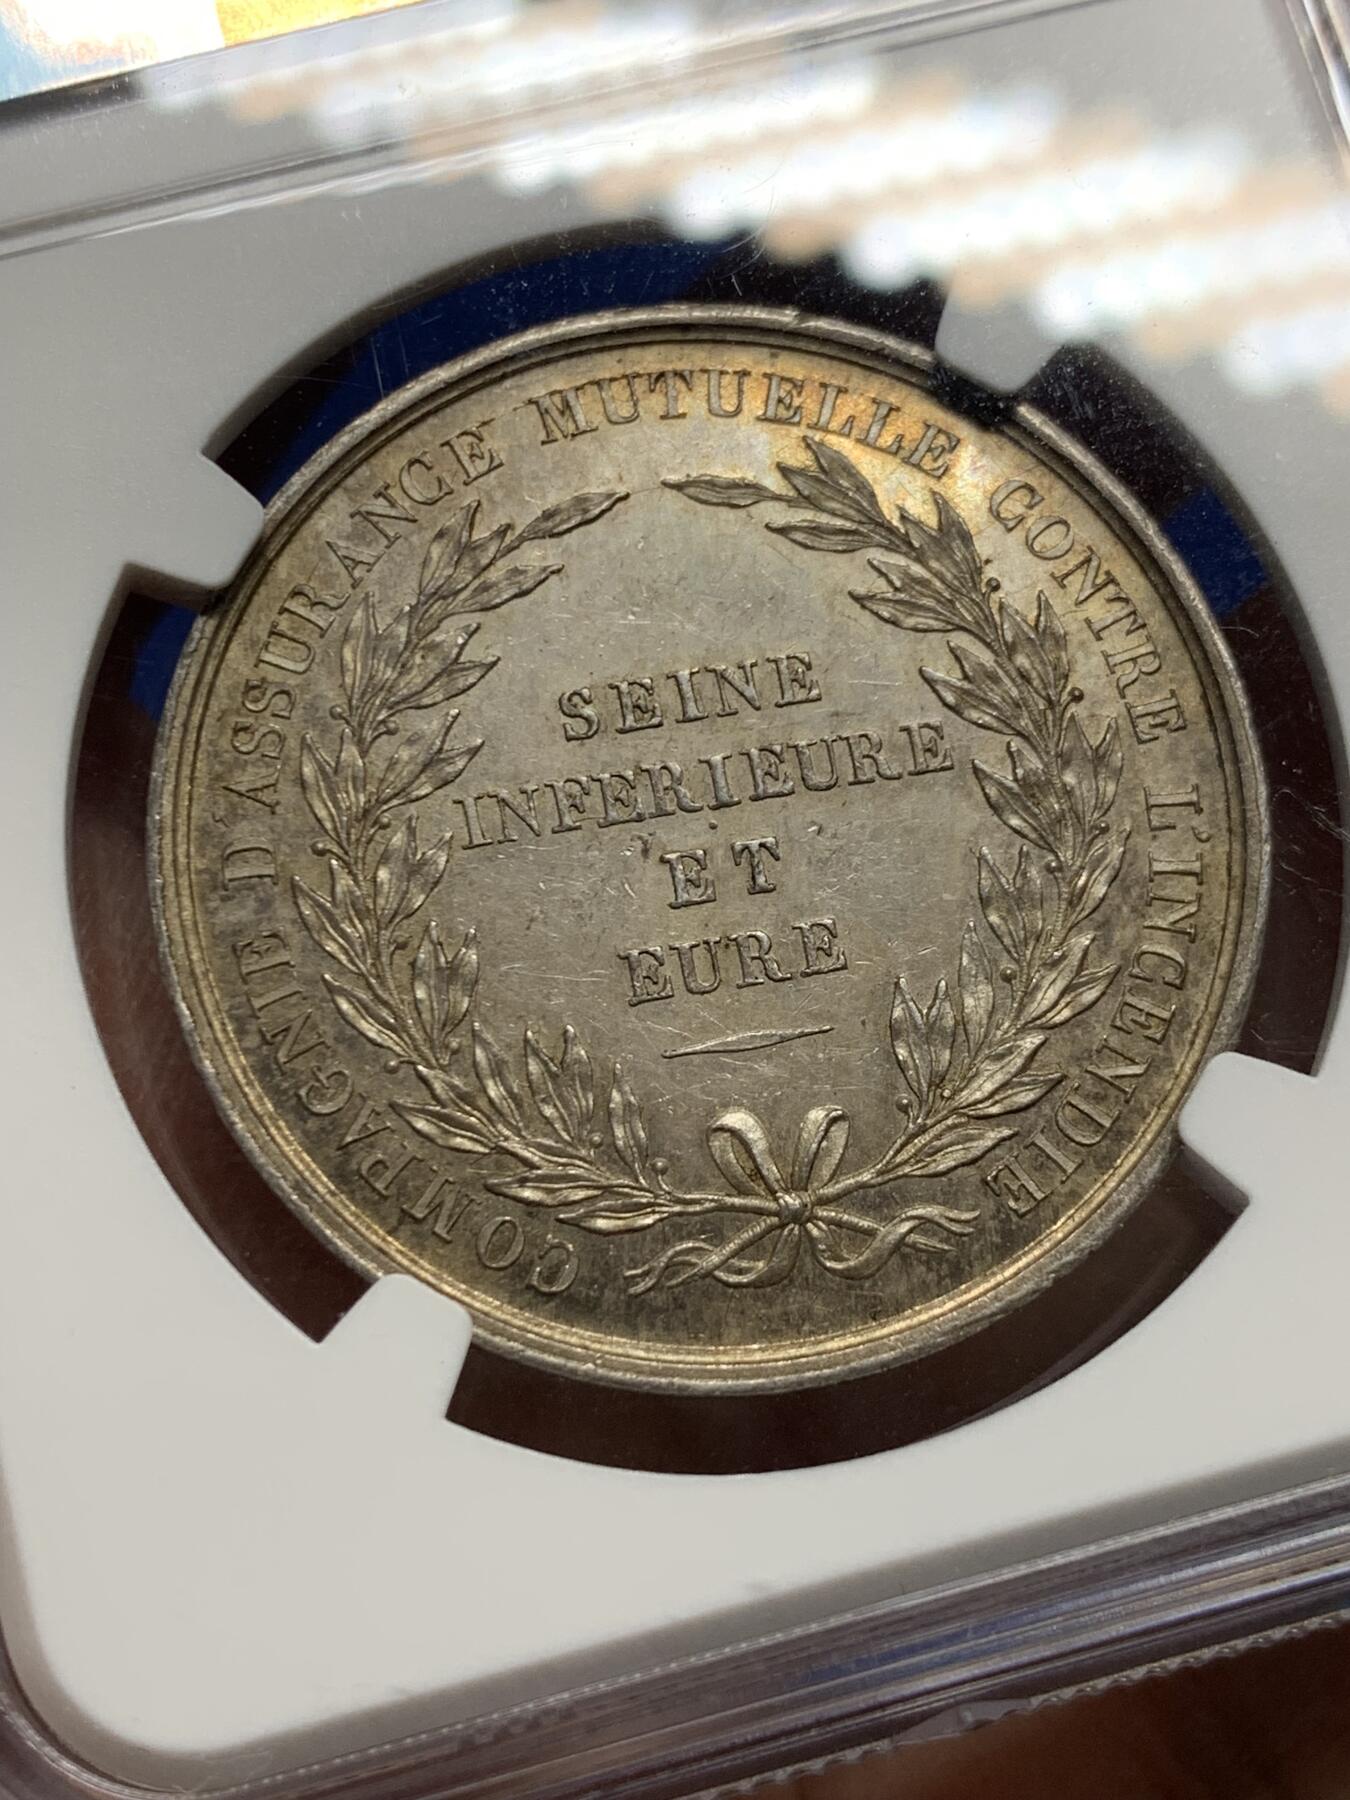 COMPAGNIE D'ASSURANCE MUTUELLE CONTRE L'INCENDIE
SEINE
INFERIEURE
ET
EURE